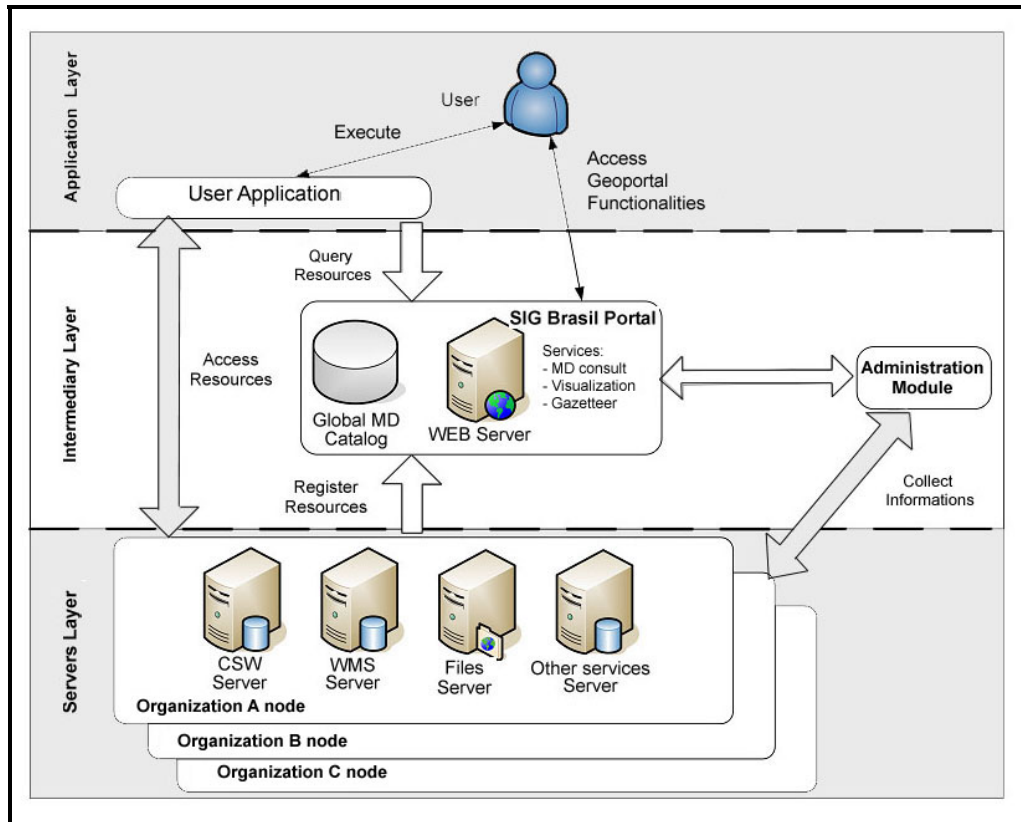 Application Layer
User
Execute
User Application
Access
Geoportal
Functionalities
Intermediary Layer
Query
Resources
Access
Resources
SIG Brasil Portal
Services:
- MD consult
- Visualization
- Gazetteer
Global MD
Catalog
WEB Server
Administration
Module
Register
Resources
Collect
Informations
Servers Layer
CSW
Server
WMS
Server
Files
Server
Other services
Server
Organization A node
Organization B node
Organization C node